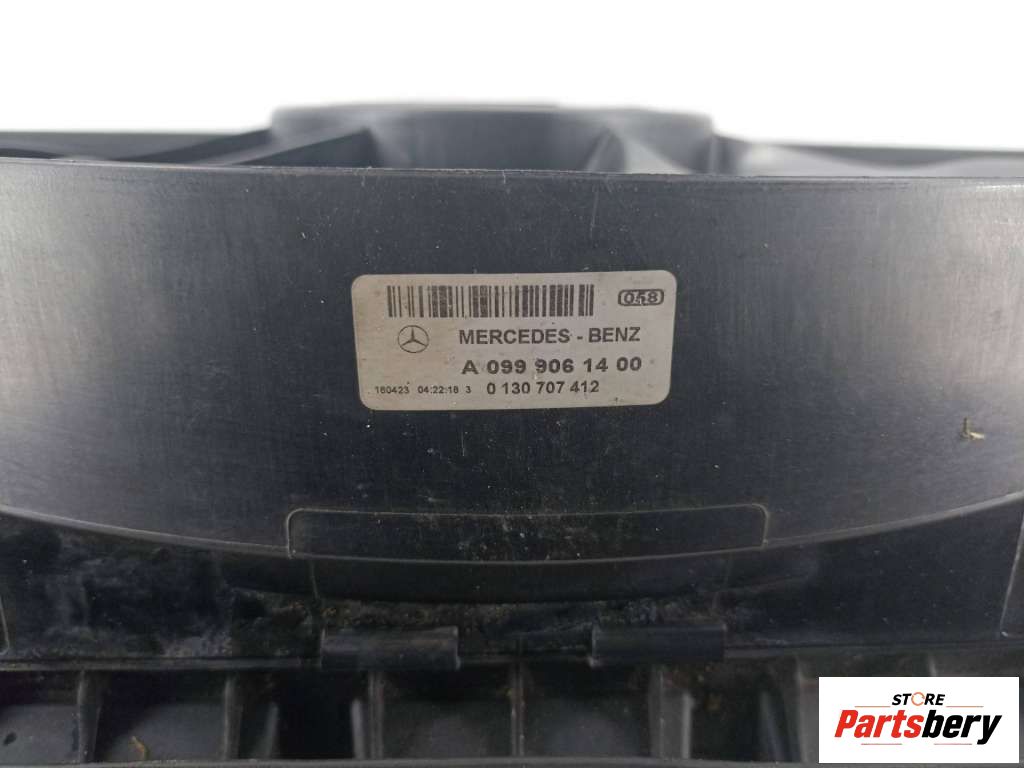 058
MERCEDES - BENZ
A 099 906 14 00
160423 04:22:18 3 0 130 707 412
STORE
Partsbery